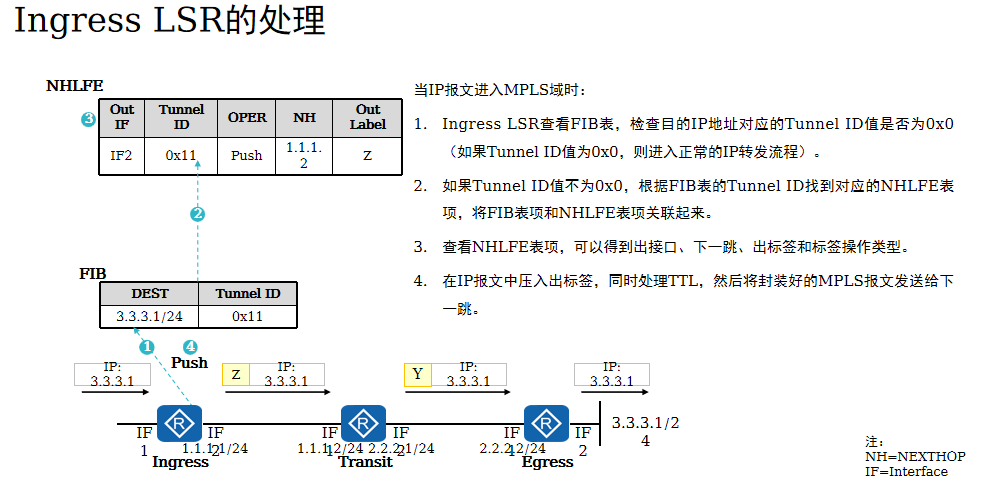 Ingress LSR的处理
NHLFE
Out IF
Tunnel ID
OPER
NH
Out Label
3
IF2
0x11
Push
1.1.1.2
Z
2
FIB
DEST
Tunnel ID
3.3.3.1/24
0x11
1
4
Push
IP:
3.3.3.1
Z
IP:
3.3.3.1
Y
IP:
3.3.3.1
IP:
3.3.3.1
R
R
R
IF1
IF2
1.1.1.1/24
Ingress
IF1
1.1.1.2/24
IF2
2.2.2.1/24
Transit
IF1
2.2.2.2/24
IF2
Egress
3.3.3.1/24
当IP报文进入MPLS域时：
1. Ingress LSR查看FIB表，检查目的IP地址对应的Tunnel ID值是否为0x0
（如果Tunnel ID值为0x0，则进入正常的IP转发流程）。
2. 如果Tunnel ID值不为0x0，根据FIB表的Tunnel ID找到对应的NHLFE表
项，将FIB表项和NHLFE表项关联起来。
3. 查看NHLFE表项，可以得到出接口、下一跳、出标签和标签操作类型。
4. 在IP报文中压入出标签，同时处理TTL，然后将封装好的MPLS报文发送给下
一跳。
注：
NH=NEXTHOP
IF=Interface